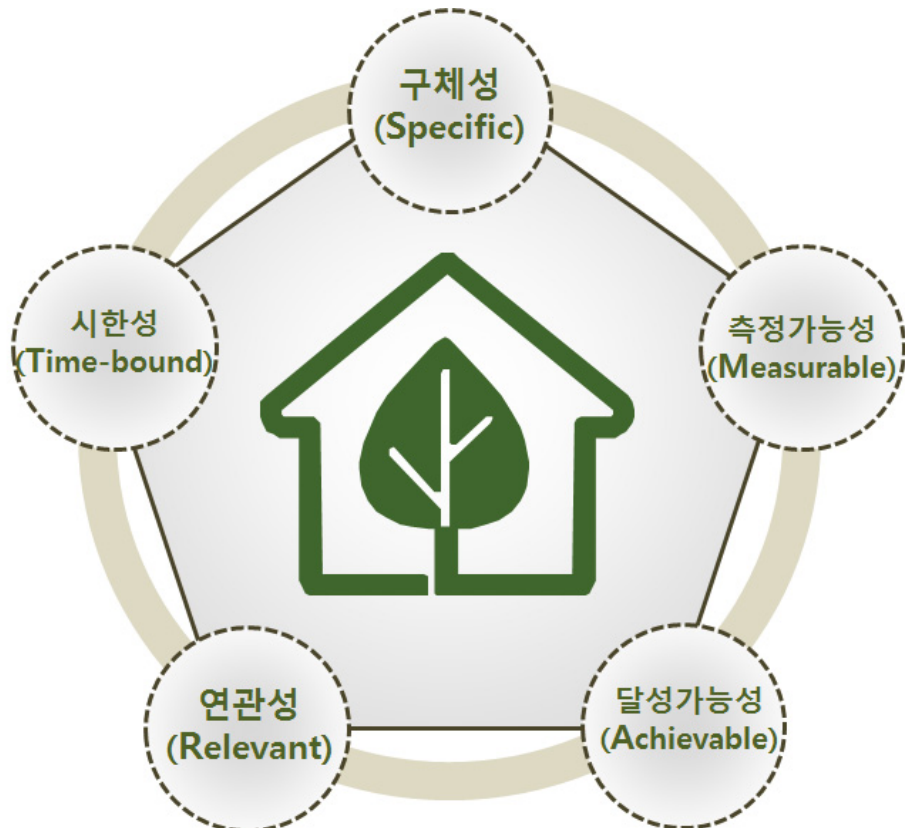 구체성
(Specific)
시한성
(Time-bound)
측정가능성
(Measurable)
연관성
(Relevant)
달성가능성
(Achievable)